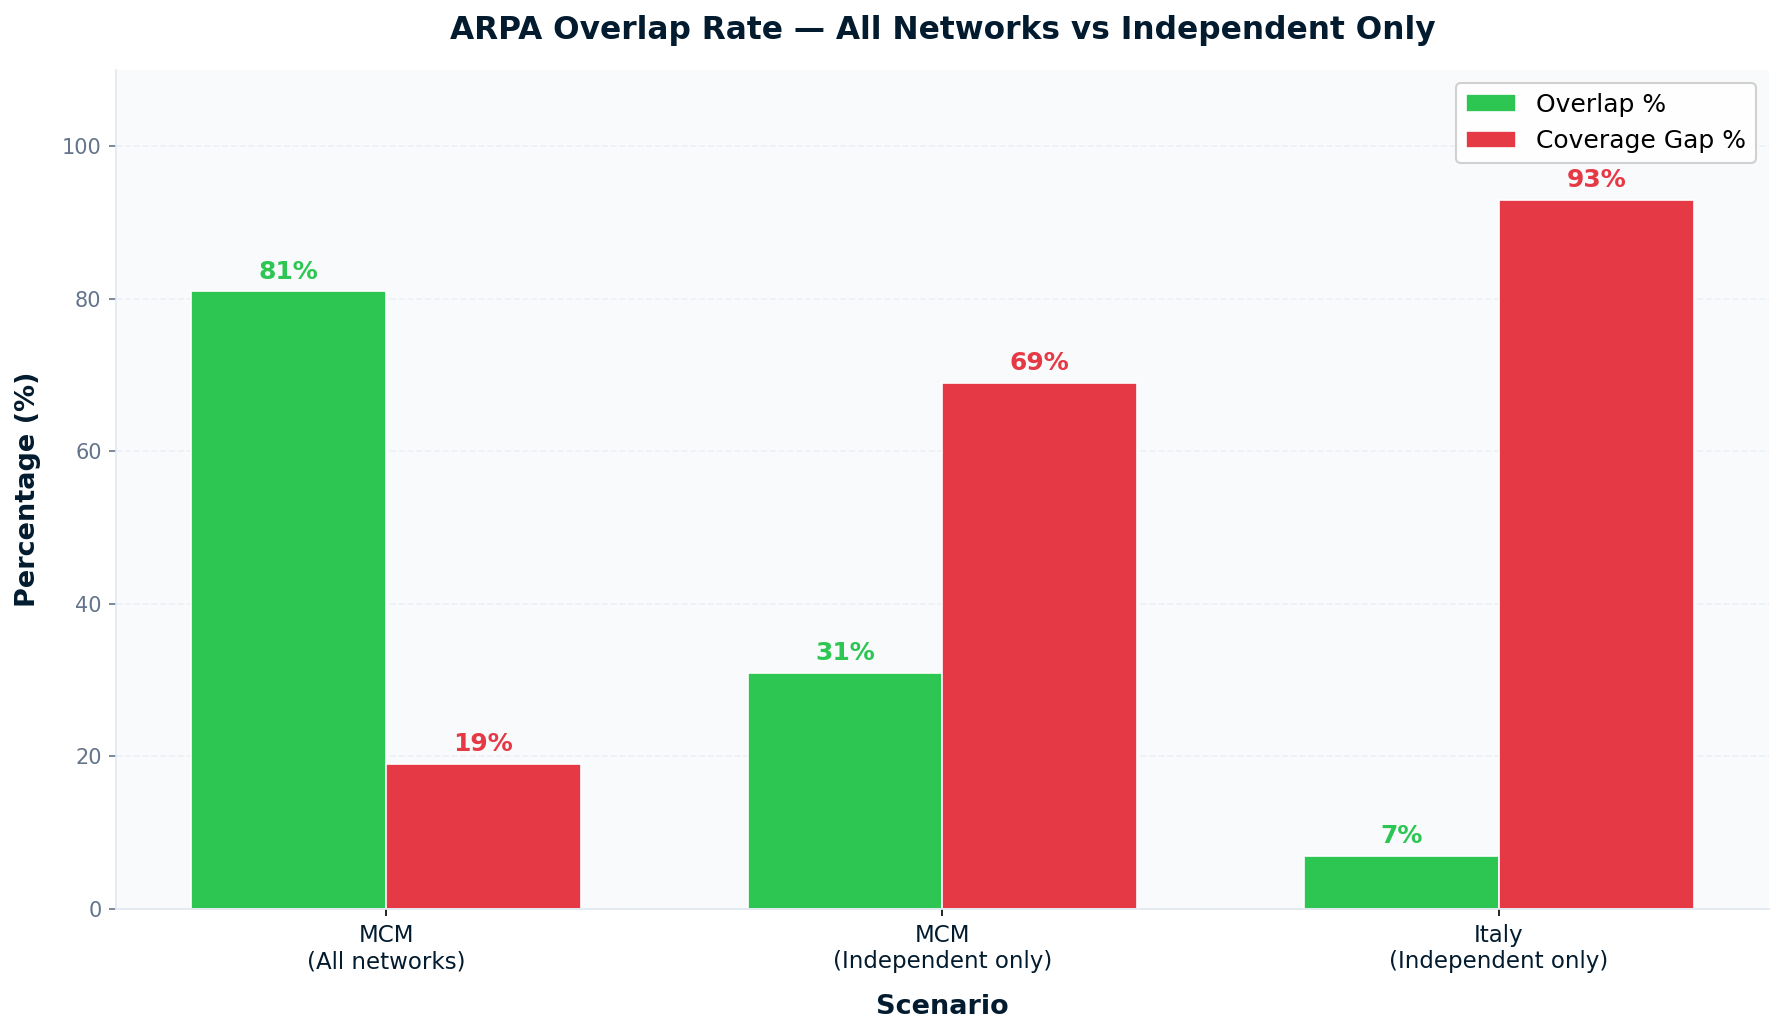 ARPA Overlap Rate — All Networks vs Independent Only
Overlap %
Coverage Gap %
Percentage (%)
100
80
60
40
20
0
81%
19%
31%
69%
7%
93%
MCM
(All networks)
MCM
(Independent only)
Italy
(Independent only)
Scenario